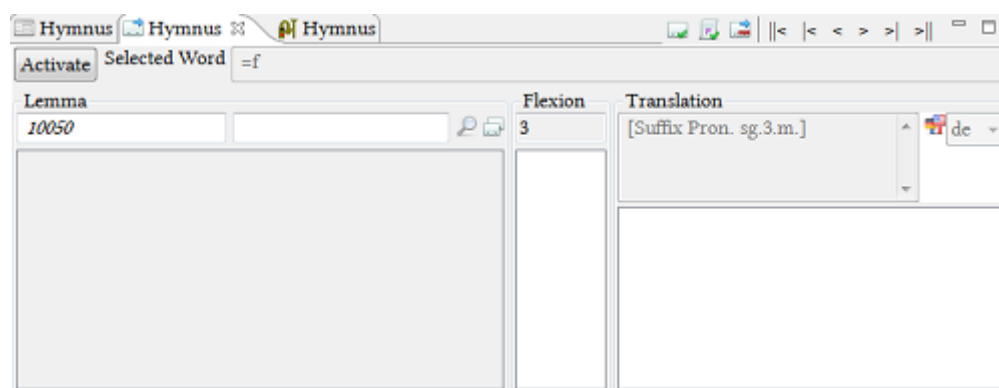 Hymnus Hymnus Hymnus ||< |< < > >| >||
Activate Selected Word =f
Lemma Flexion Translation
10050 3 [Suffix Pron. sg.3.m.] de